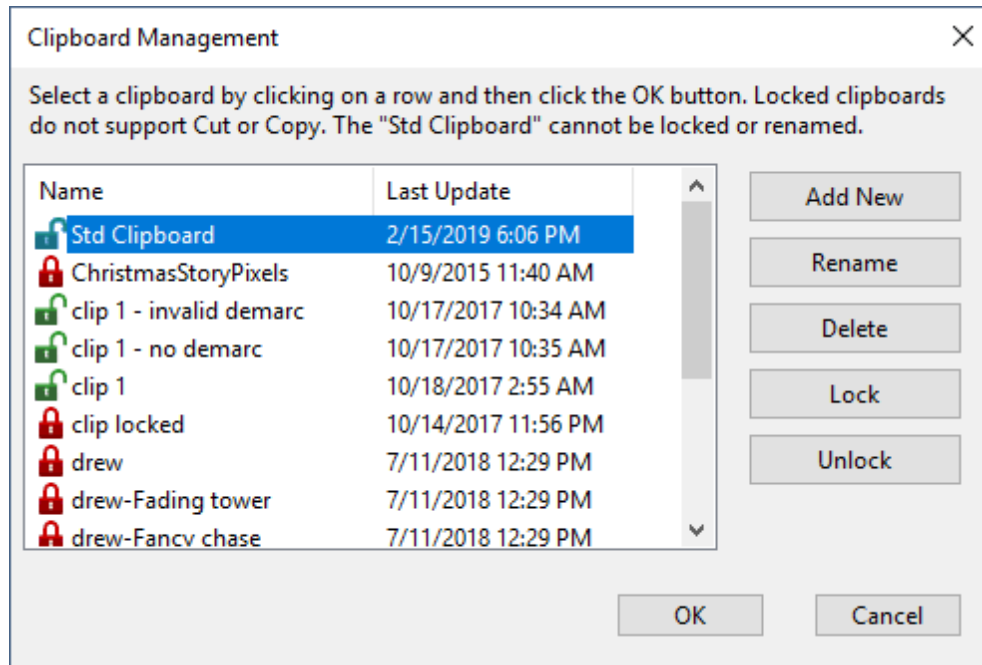 Clipboard Management
Select a clipboard by clicking on a row and then click the OK button. Locked clipboards
do not support Cut or Copy. The "Std Clipboard" cannot be locked or renamed.
Name Last Update
Std Clipboard 2/15/2019 6:06 PM
ChristmasStoryPixels 10/9/2015 11:40 AM
clip 1 - invalid demarc 10/17/2017 10:34 AM
clip 1 - no demarc 10/17/2017 10:35 AM
clip 1 10/18/2017 2:55 AM
clip locked 10/14/2017 11:56 PM
drew 7/11/2018 12:29 PM
drew-Fading tower 7/11/2018 12:29 PM
drew-Fancy chase 7/11/2018 12:29 PM
Add New
Rename
Delete
Lock
Unlock
OK Cancel